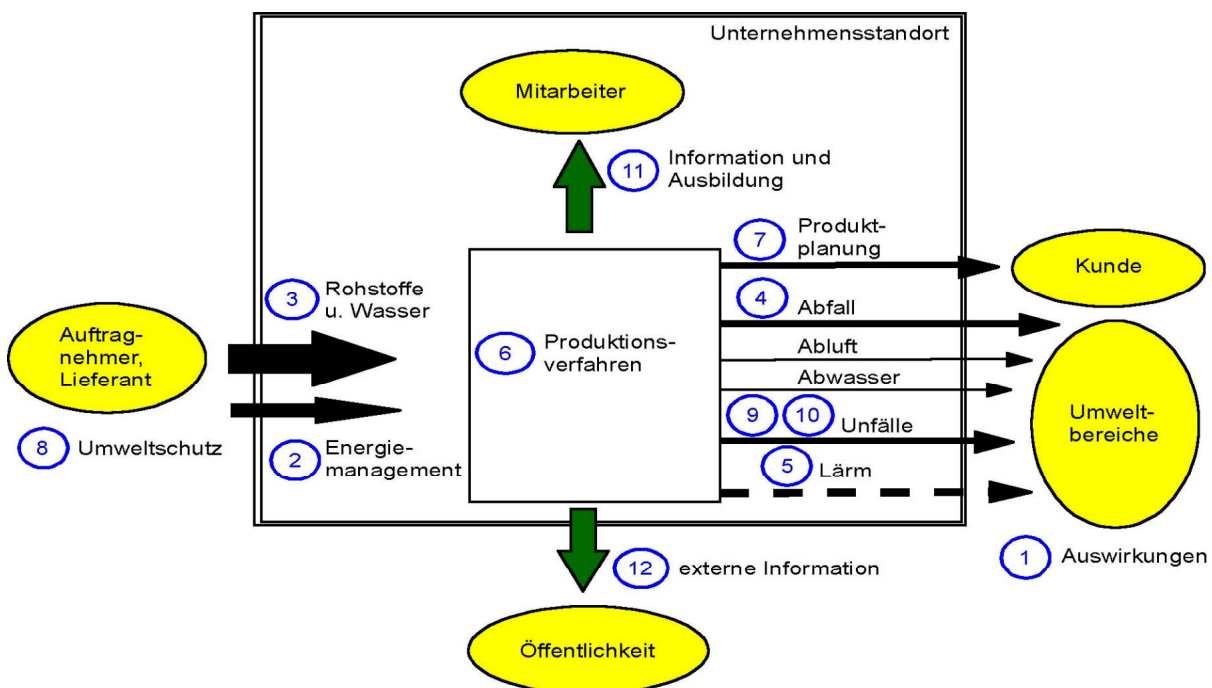 Unternehmensstandort
Mitarbeiter
11
Information und
Ausbildung
7
Produkt-
planung
Kunde
3
Rohstoffe
u. Wasser
4
Abfall
Auftrag-
nehmer,
Lieferant
6
Produktions-
verfahren
Abluft
Abwasser
9 10 Unfälle
Umwelt-
bereiche
8 Umweltschutz
2
Energie-
management
5 Lärm
1 Auswirkungen
12 externe Information
Öffentlichkeit